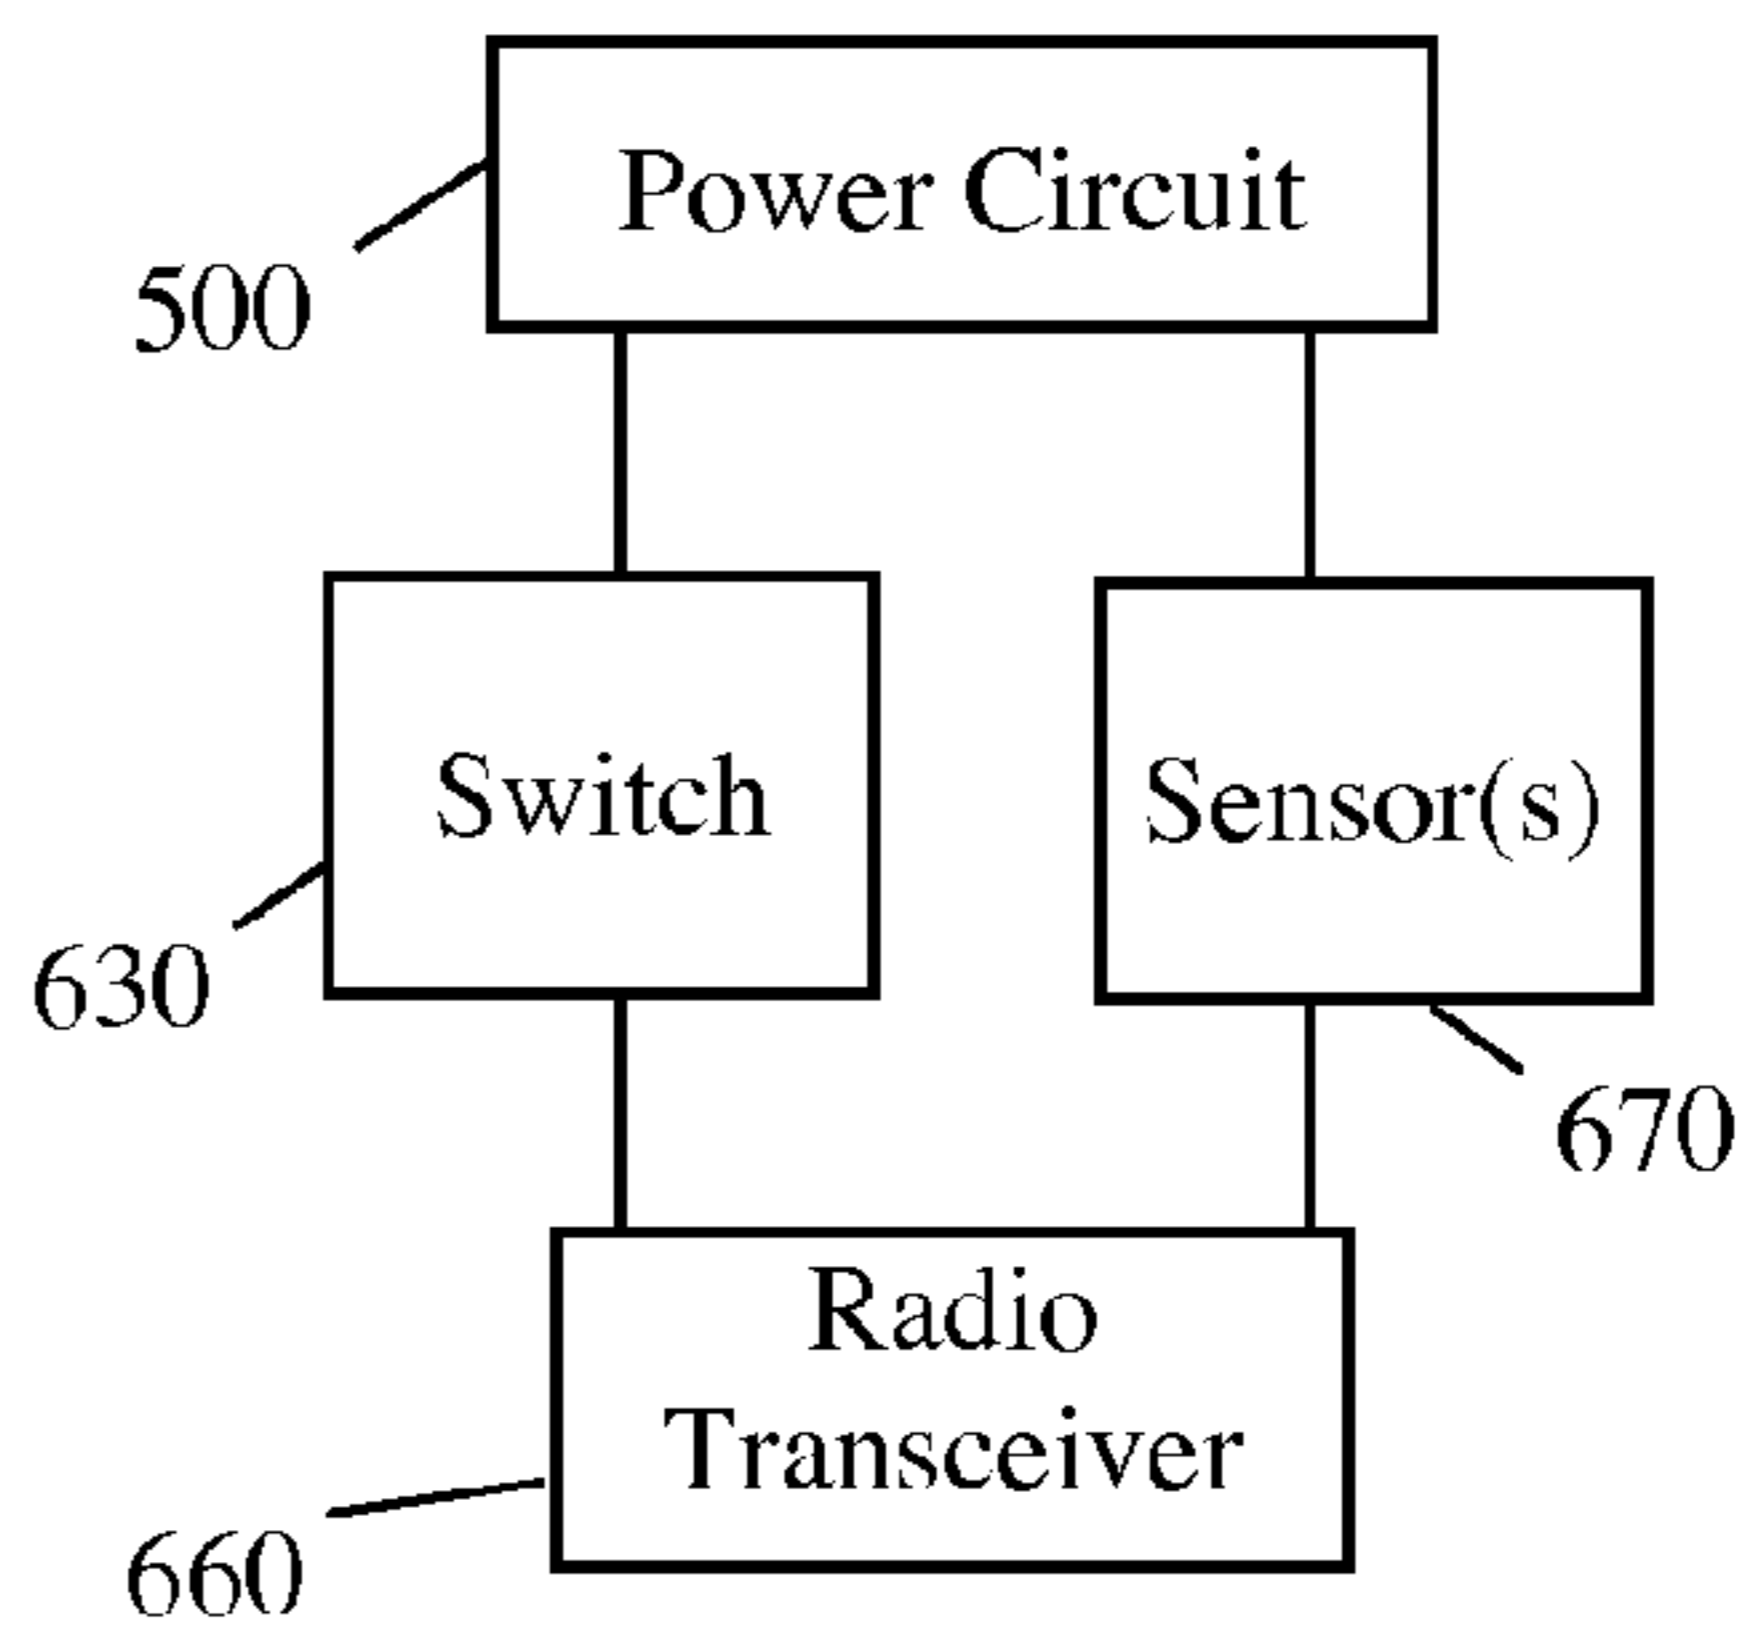 Power Circuit
500
Switch
Sensor(s)
630
670
Radio
Transceiver
660